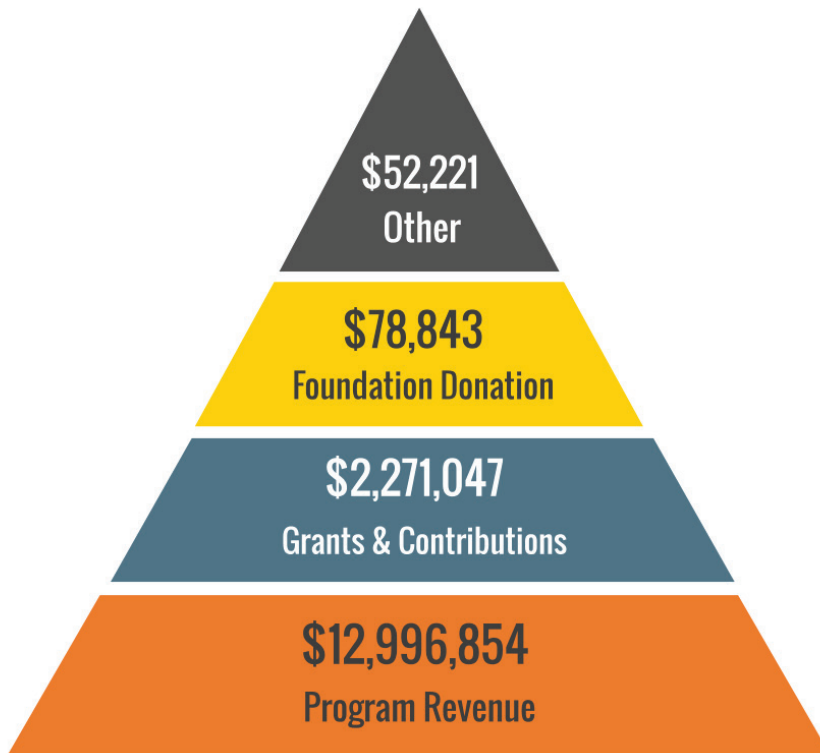 $52,221
Other
$78,843
Foundation Donation
$2,271,047
Grants & Contributions
$12,996,854
Program Revenue